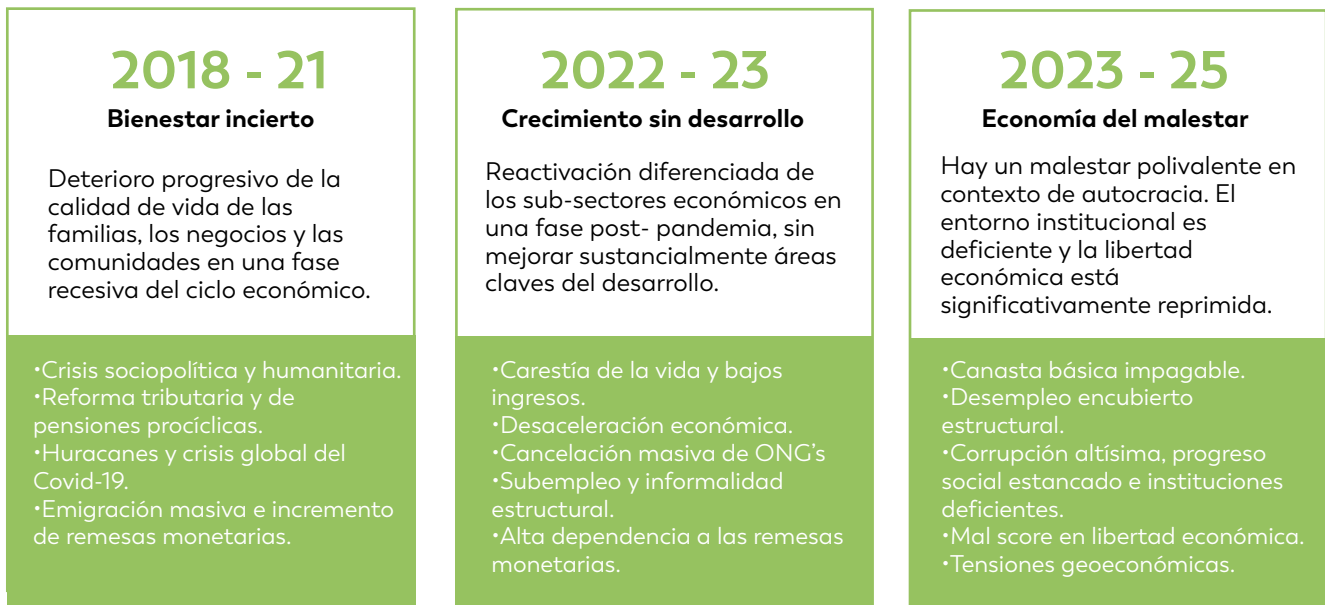 2018 - 21
Bienestar incierto
Deterioro progresivo de la
calidad de vida de las
familias, los negocios y las
comunidades en una fase
recesiva del ciclo económico.
•Crisis sociopolítica y humanitaria.
•Reforma tributaria y de
pensiones procíclicas.
•Huracanes y crisis global del
Covid-19.
•Emigración masiva e incremento
de remesas monetarias.
2022 - 23
Crecimiento sin desarrollo
Reactivación diferenciada de
los sub-sectores económicos en
una fase post- pandemia, sin
mejorar sustancialmente áreas
claves del desarrollo.
•Carestía de la vida y bajos
ingresos.
•Desaceleración económica.
•Cancelación masiva de ONG’s
•Subempleo y informalidad
estructural.
•Alta dependencia a las remesas
monetarias.
2023 - 25
Economía del malestar
Hay un malestar polivalente en
contexto de autocracia. El
entorno institucional es
deficiente y la libertad
económica está
significativamente reprimida.
•Canasta básica impagable.
•Desempleo encubierto
estructural.
•Corrupción altísima, progreso
social estancado e instituciones
deficientes.
•Mal score en libertad económica.
•Tensiones geoeconómicas.